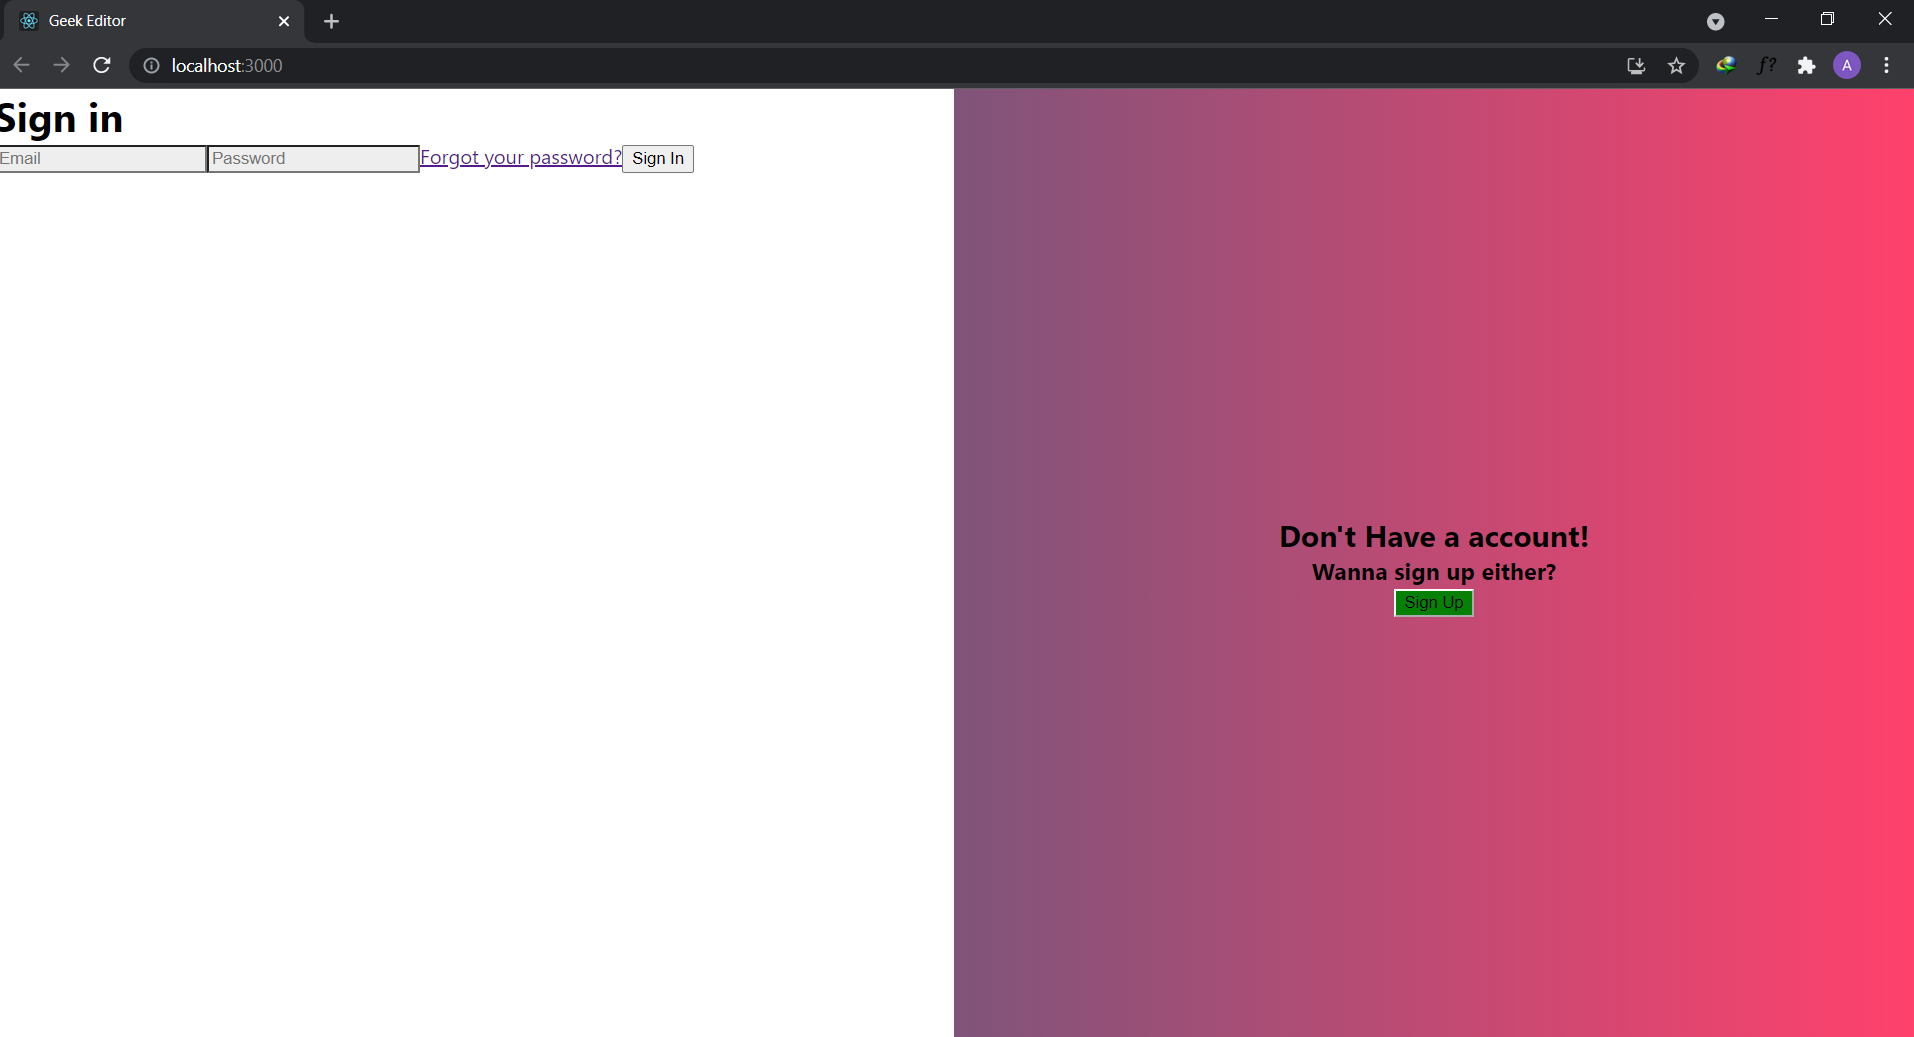 Geek Editor
localhost:3000
f?
A
Sign in
Email Password Forgot your password? Sign In
Don't Have a account!
Wanna sign up either?
Sign Up